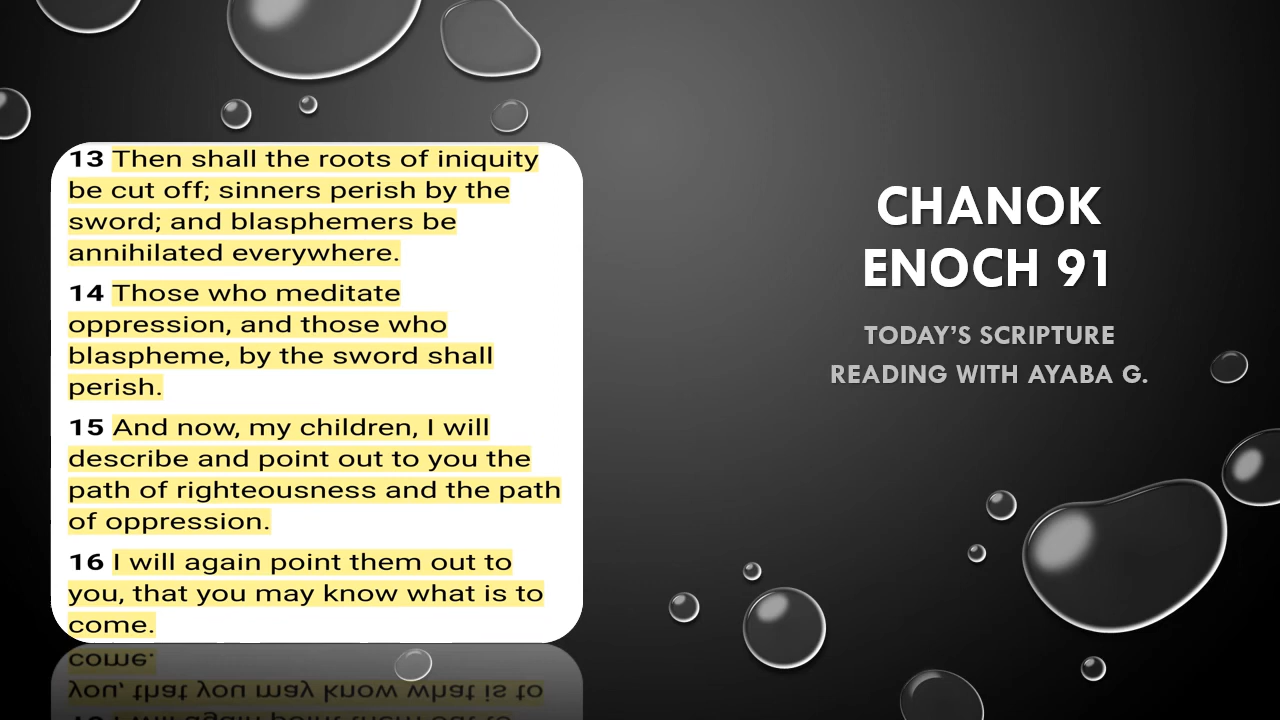 13 Then shall the roots of iniquity
be cut off; sinners perish by the
sword; and blasphemers be
annihilated everywhere.
14 Those who meditate
oppression, and those who
blaspheme, by the sword shall
perish.
15 And now, my children, I will
describe and point out to you the
path of righteousness and the path
of oppression.
16 I will again point them out to
you, that you may know what is to
come.
CHANOK
ENOCH 91
TODAY’S SCRIPTURE
READING WITH AYABA G.